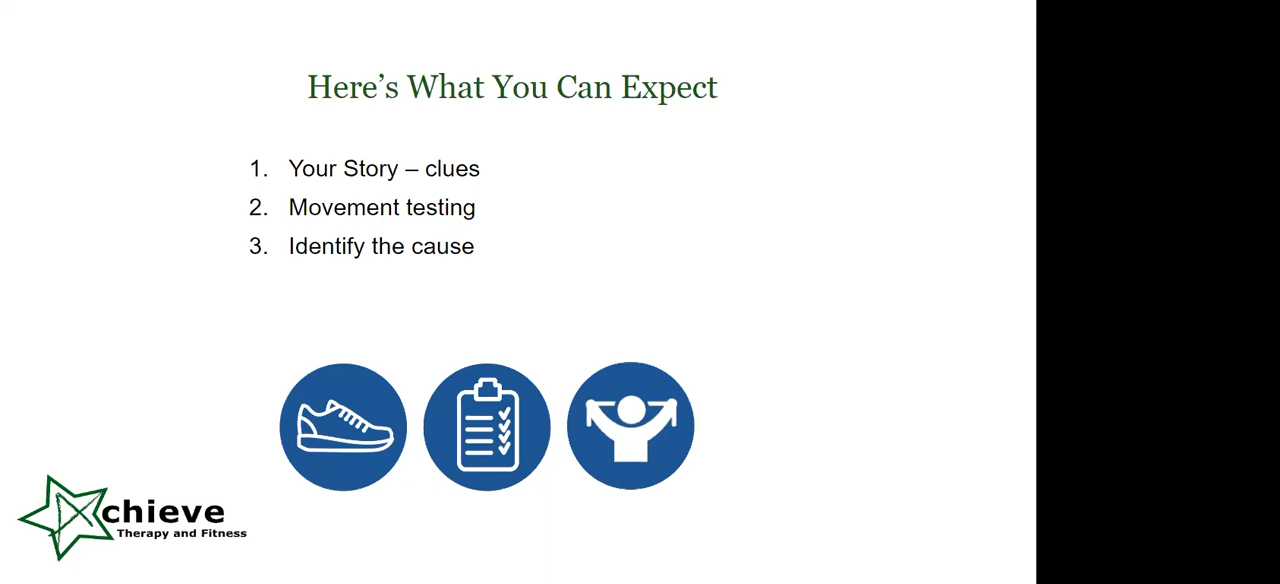 Here’s What You Can Expect
1. Your Story – clues
2. Movement testing
3. Identify the cause
Achieve
Therapy and Fitness